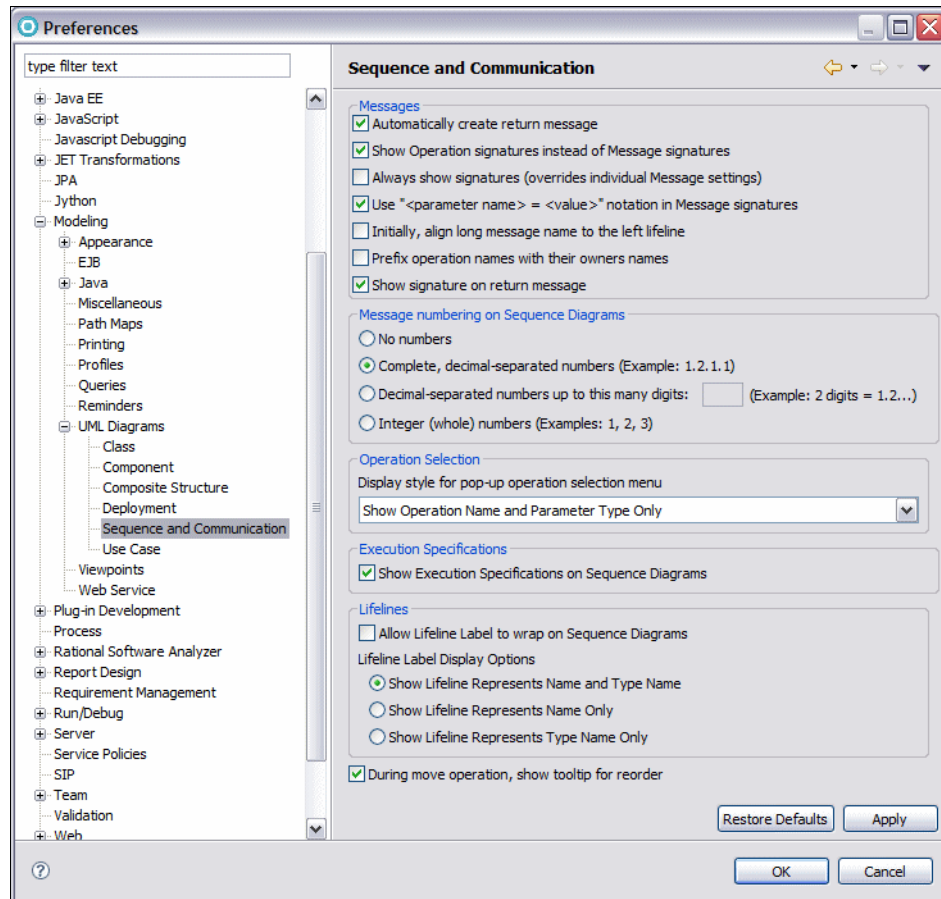 Preferences
type filter text
Java EE
JavaScript
Javascript Debugging
JET Transformations
JPA
Jython
Modeling
Appearance
EJB
Java
Miscellaneous
Path Maps
Printing
Profiles
Queries
Reminders
UML Diagrams
Class
Component
Composite Structure
Deployment
Sequence and Communication
Use Case
Viewpoints
Web Service
Plug-in Development
Process
Rational Software Analyzer
Report Design
Requirement Management
Run/Debug
Server
Service Policies
SIP
Team
Validation
Web
Sequence and Communication
Messages
Automatically create return message
Show Operation signatures instead of Message signatures
Always show signatures (overrides individual Message settings)
Use "<parameter name> = <value>" notation in Message signatures
Initially, align long message name to the left lifeline
Prefix operation names with their owners names
Show signature on return message
Message numbering on Sequence Diagrams
No numbers
Complete, decimal-separated numbers (Example: 1.2.1.1)
Decimal-separated numbers up to this many digits: (Example: 2 digits = 1.2...)
Integer (whole) numbers (Examples: 1, 2, 3)
Operation Selection
Display style for pop-up operation selection menu
Show Operation Name and Parameter Type Only
Execution Specifications
Show Execution Specifications on Sequence Diagrams
Lifelines
Allow Lifeline Label to wrap on Sequence Diagrams
Lifeline Label Display Options
Show Lifeline Represents Name and Type Name
Show Lifeline Represents Name Only
Show Lifeline Represents Type Name Only
During move operation, show tooltip for reorder
Restore Defaults Apply
? OK Cancel